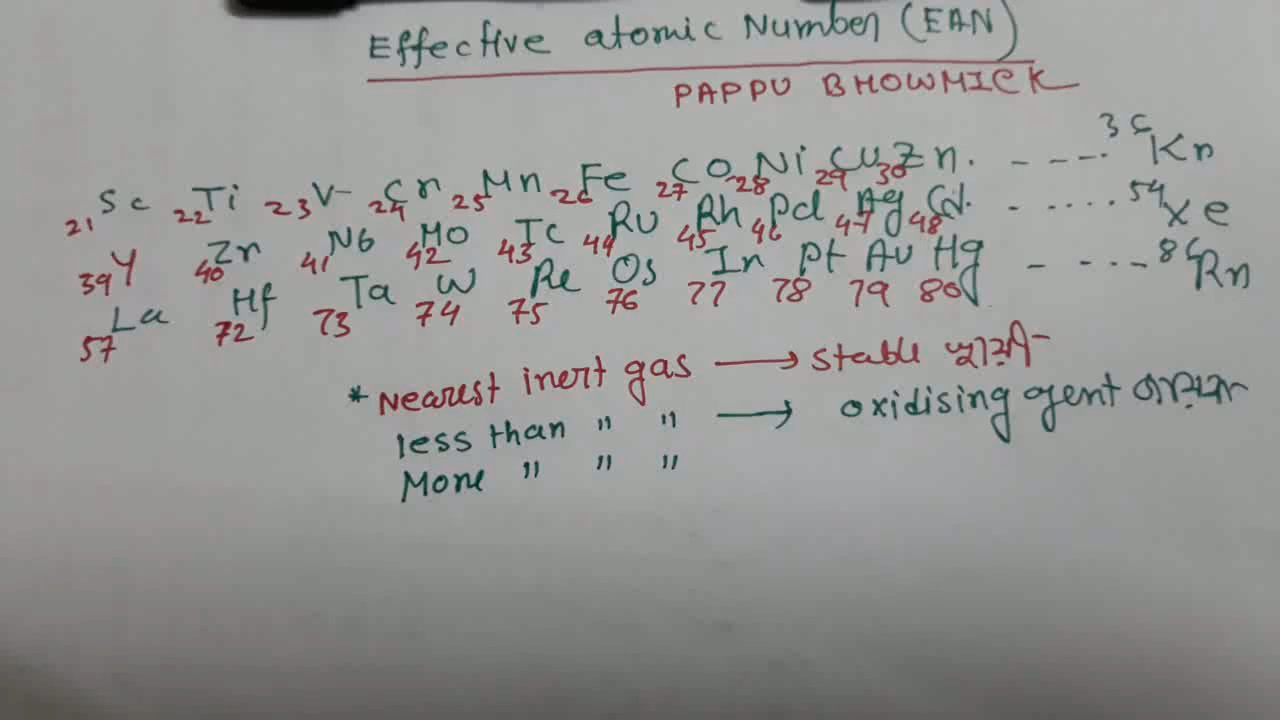 Effective atomic Number (EAN)
PAPPU BHOWMICK
21 Sc 22 Ti 23 V 24 Cr 25 Mn 26 Fe 27 Co 28 Ni 29 Cu 30 Zn. - - - - . 36 Kr
39 Y 40 Zr 41 Nb 42 Mo 43 Tc 44 Ru 45 Rh 46 Pd 47 Ag 48 Cd. - ..... 54 Xe
57 La 72 Hf 73 Ta 74 W 75 Re 76 Os 77 Ir 78 Pt 79 Au 80 Hg - - - - 86 Rn
* Nearest inert gas → stable
less than " " → oxidising agent
More " " "